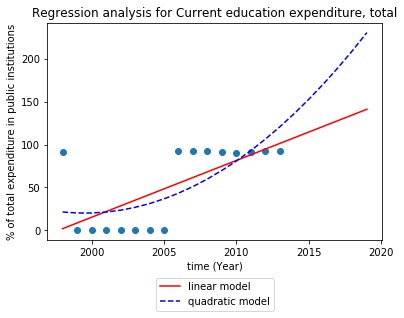 Regression analysis for Current education expenditure, total
% of total expenditure in public institutions
200
150
100
50
0
2000
2005
2010
2015
2020
time (Year)
linear model
quadratic model